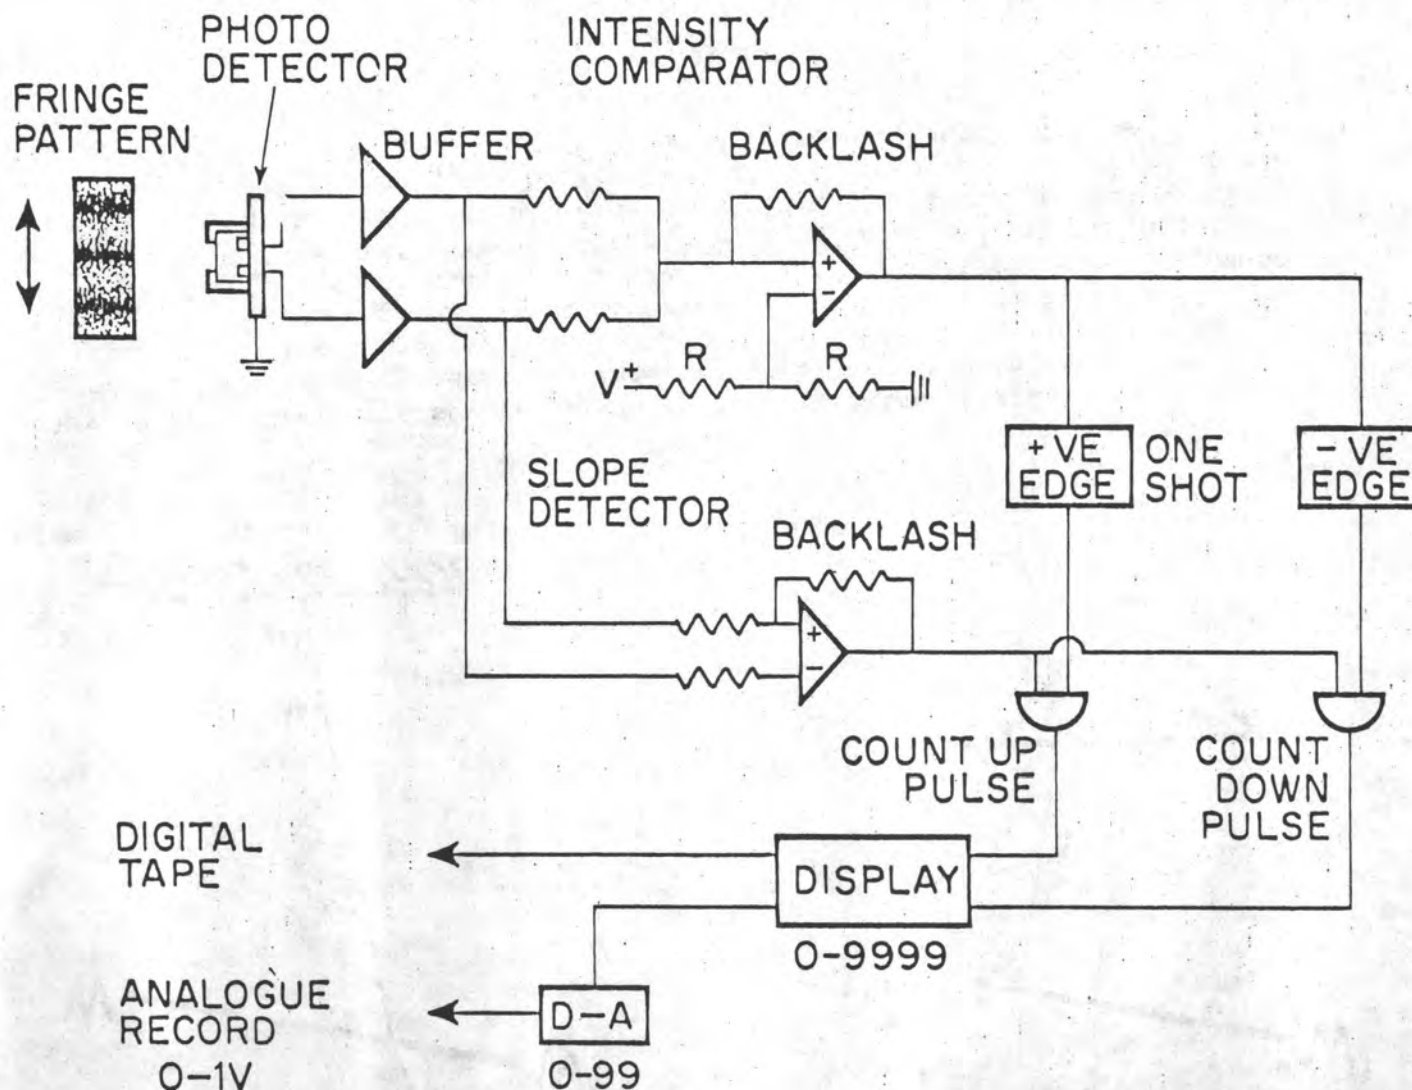 PHOTO
DETECTOR
INTENSITY
COMPARATOR
FRINGE
PATTERN
BUFFER
BACKLASH
+
−
V+
R
R
+VE
EDGE
ONE
SHOT
−VE
EDGE
SLOPE
DETECTOR
BACKLASH
+
−
COUNT UP
PULSE
COUNT
DOWN
PULSE
DIGITAL
TAPE
DISPLAY
0-9999
ANALOGUE
RECORD
0-1V
D-A
0-99